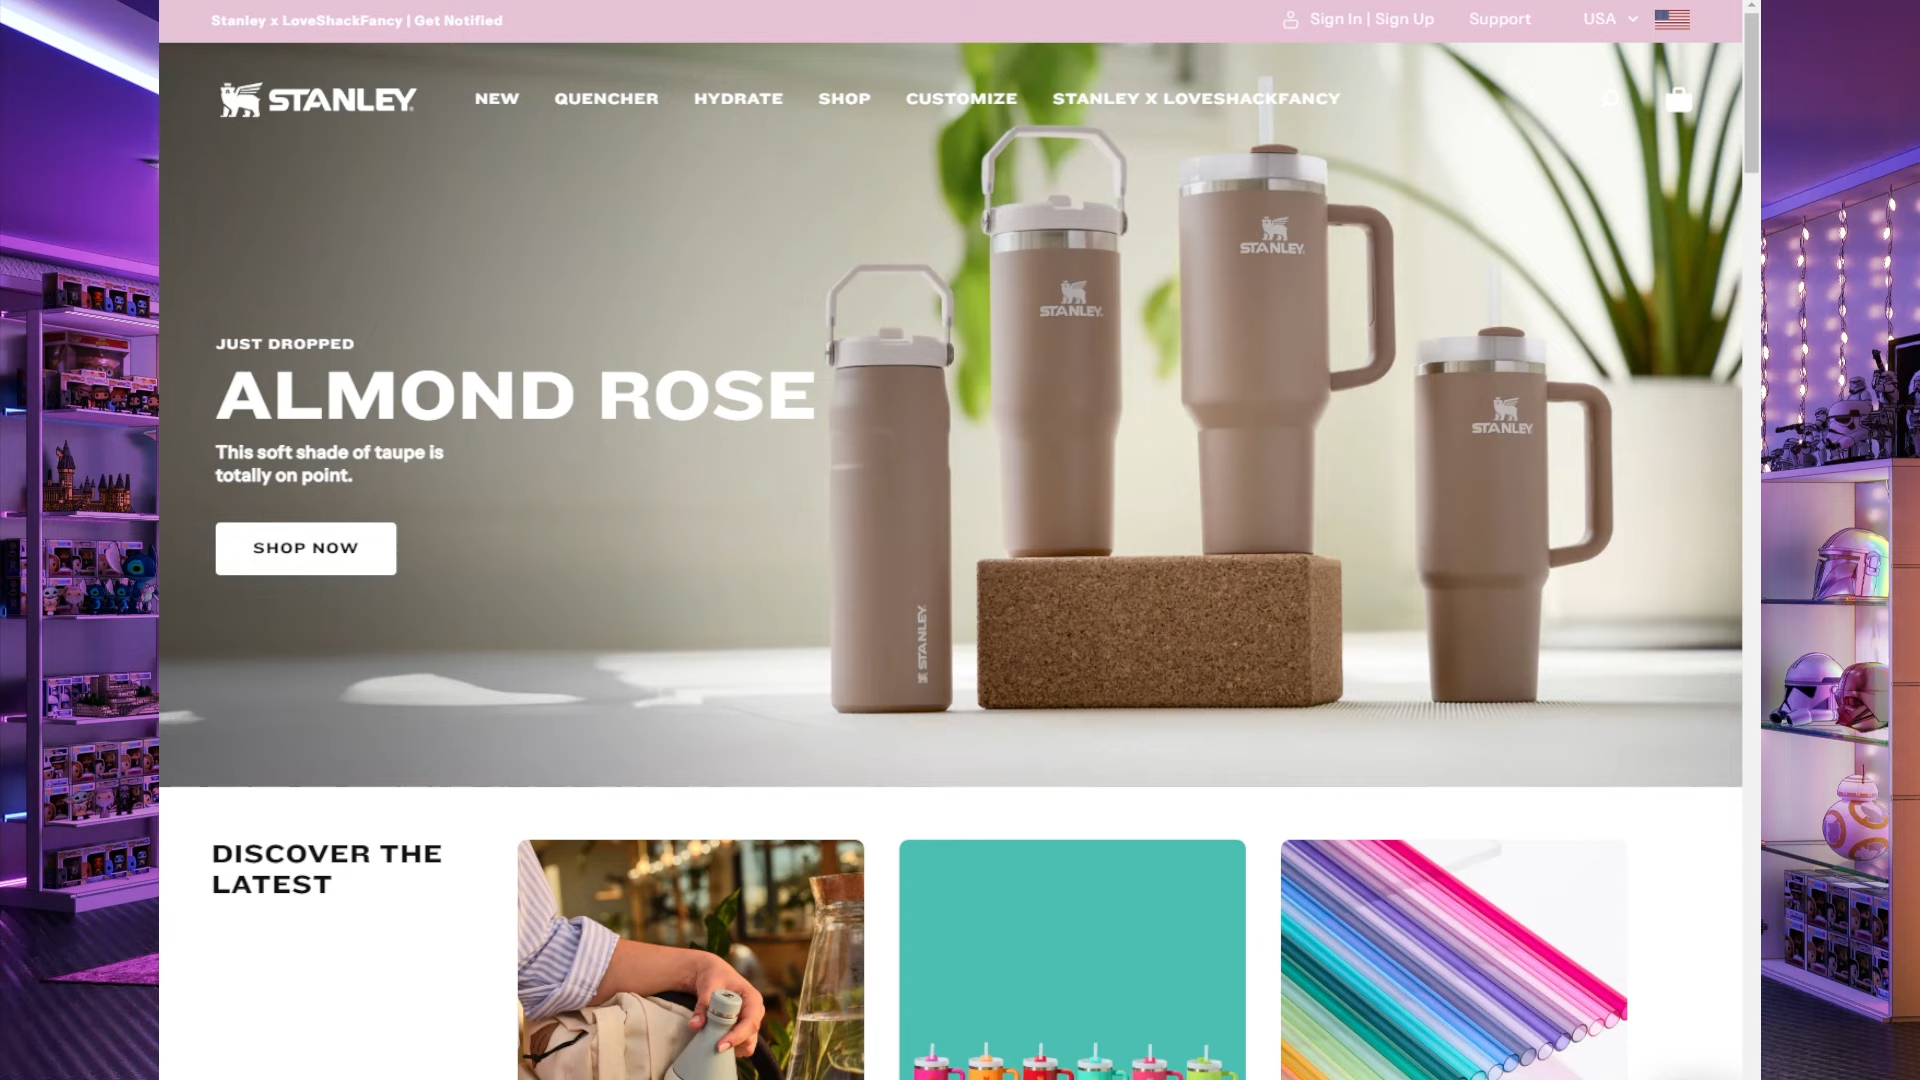 Stanley x LoveShackFancy | Get Notified
Sign In | Sign Up
Support
USA
STANLEY
NEW
QUENCHER
HYDRATE
SHOP
CUSTOMIZE
STANLEY X LOVESHACKFANCY
JUST DROPPED
ALMOND ROSE
This soft shade of taupe is
totally on point.
SHOP NOW
STANLEY
STANLEY
STANLEY
STANLEY
DISCOVER THE
LATEST